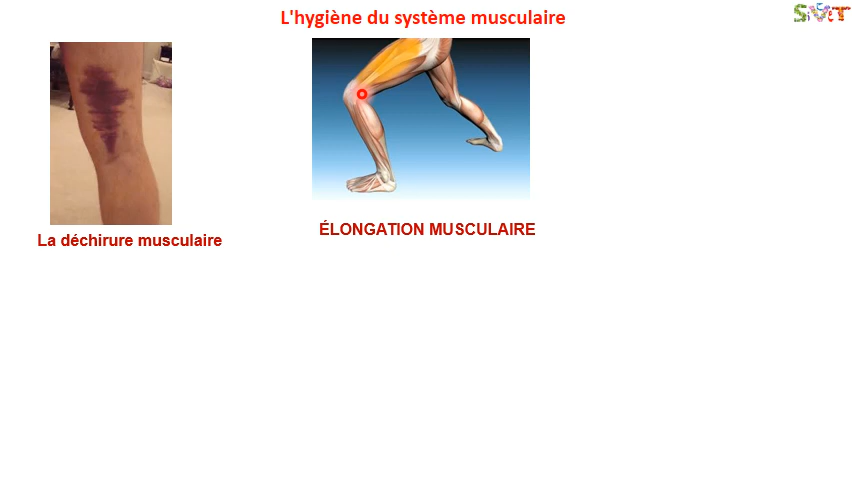 L'hygiène du système musculaire
SVT
La déchirure musculaire
ÉLONGATION MUSCULAIRE